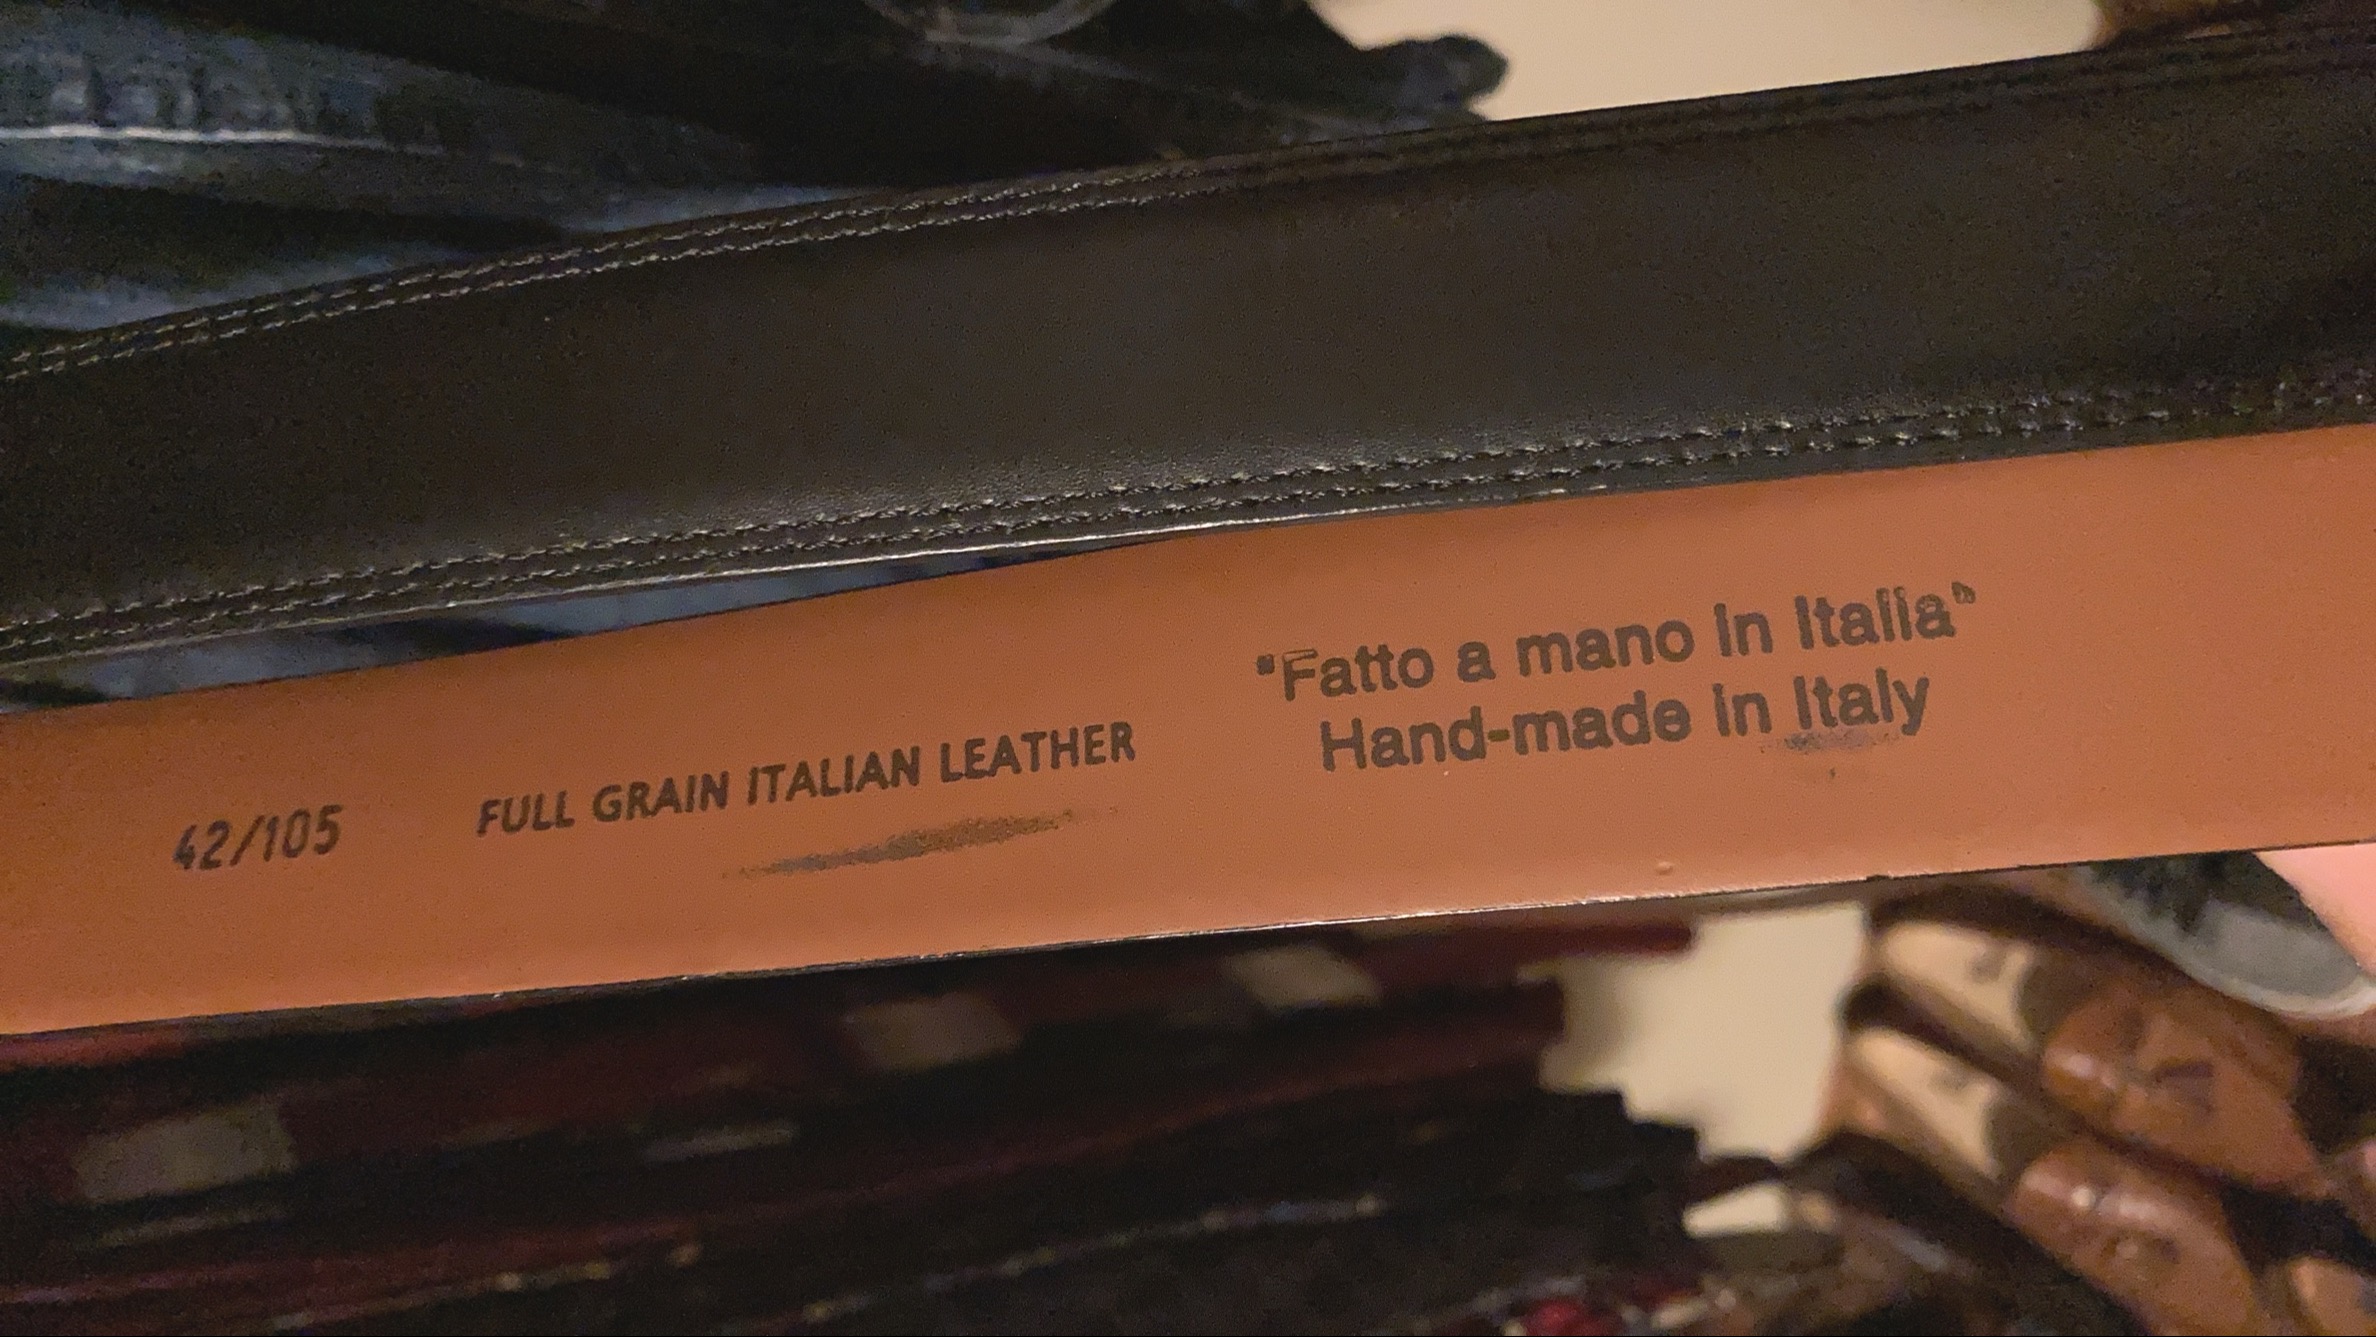 "Fatto a mano in Italia"
Hand-made in Italy
FULL GRAIN ITALIAN LEATHER
42/105